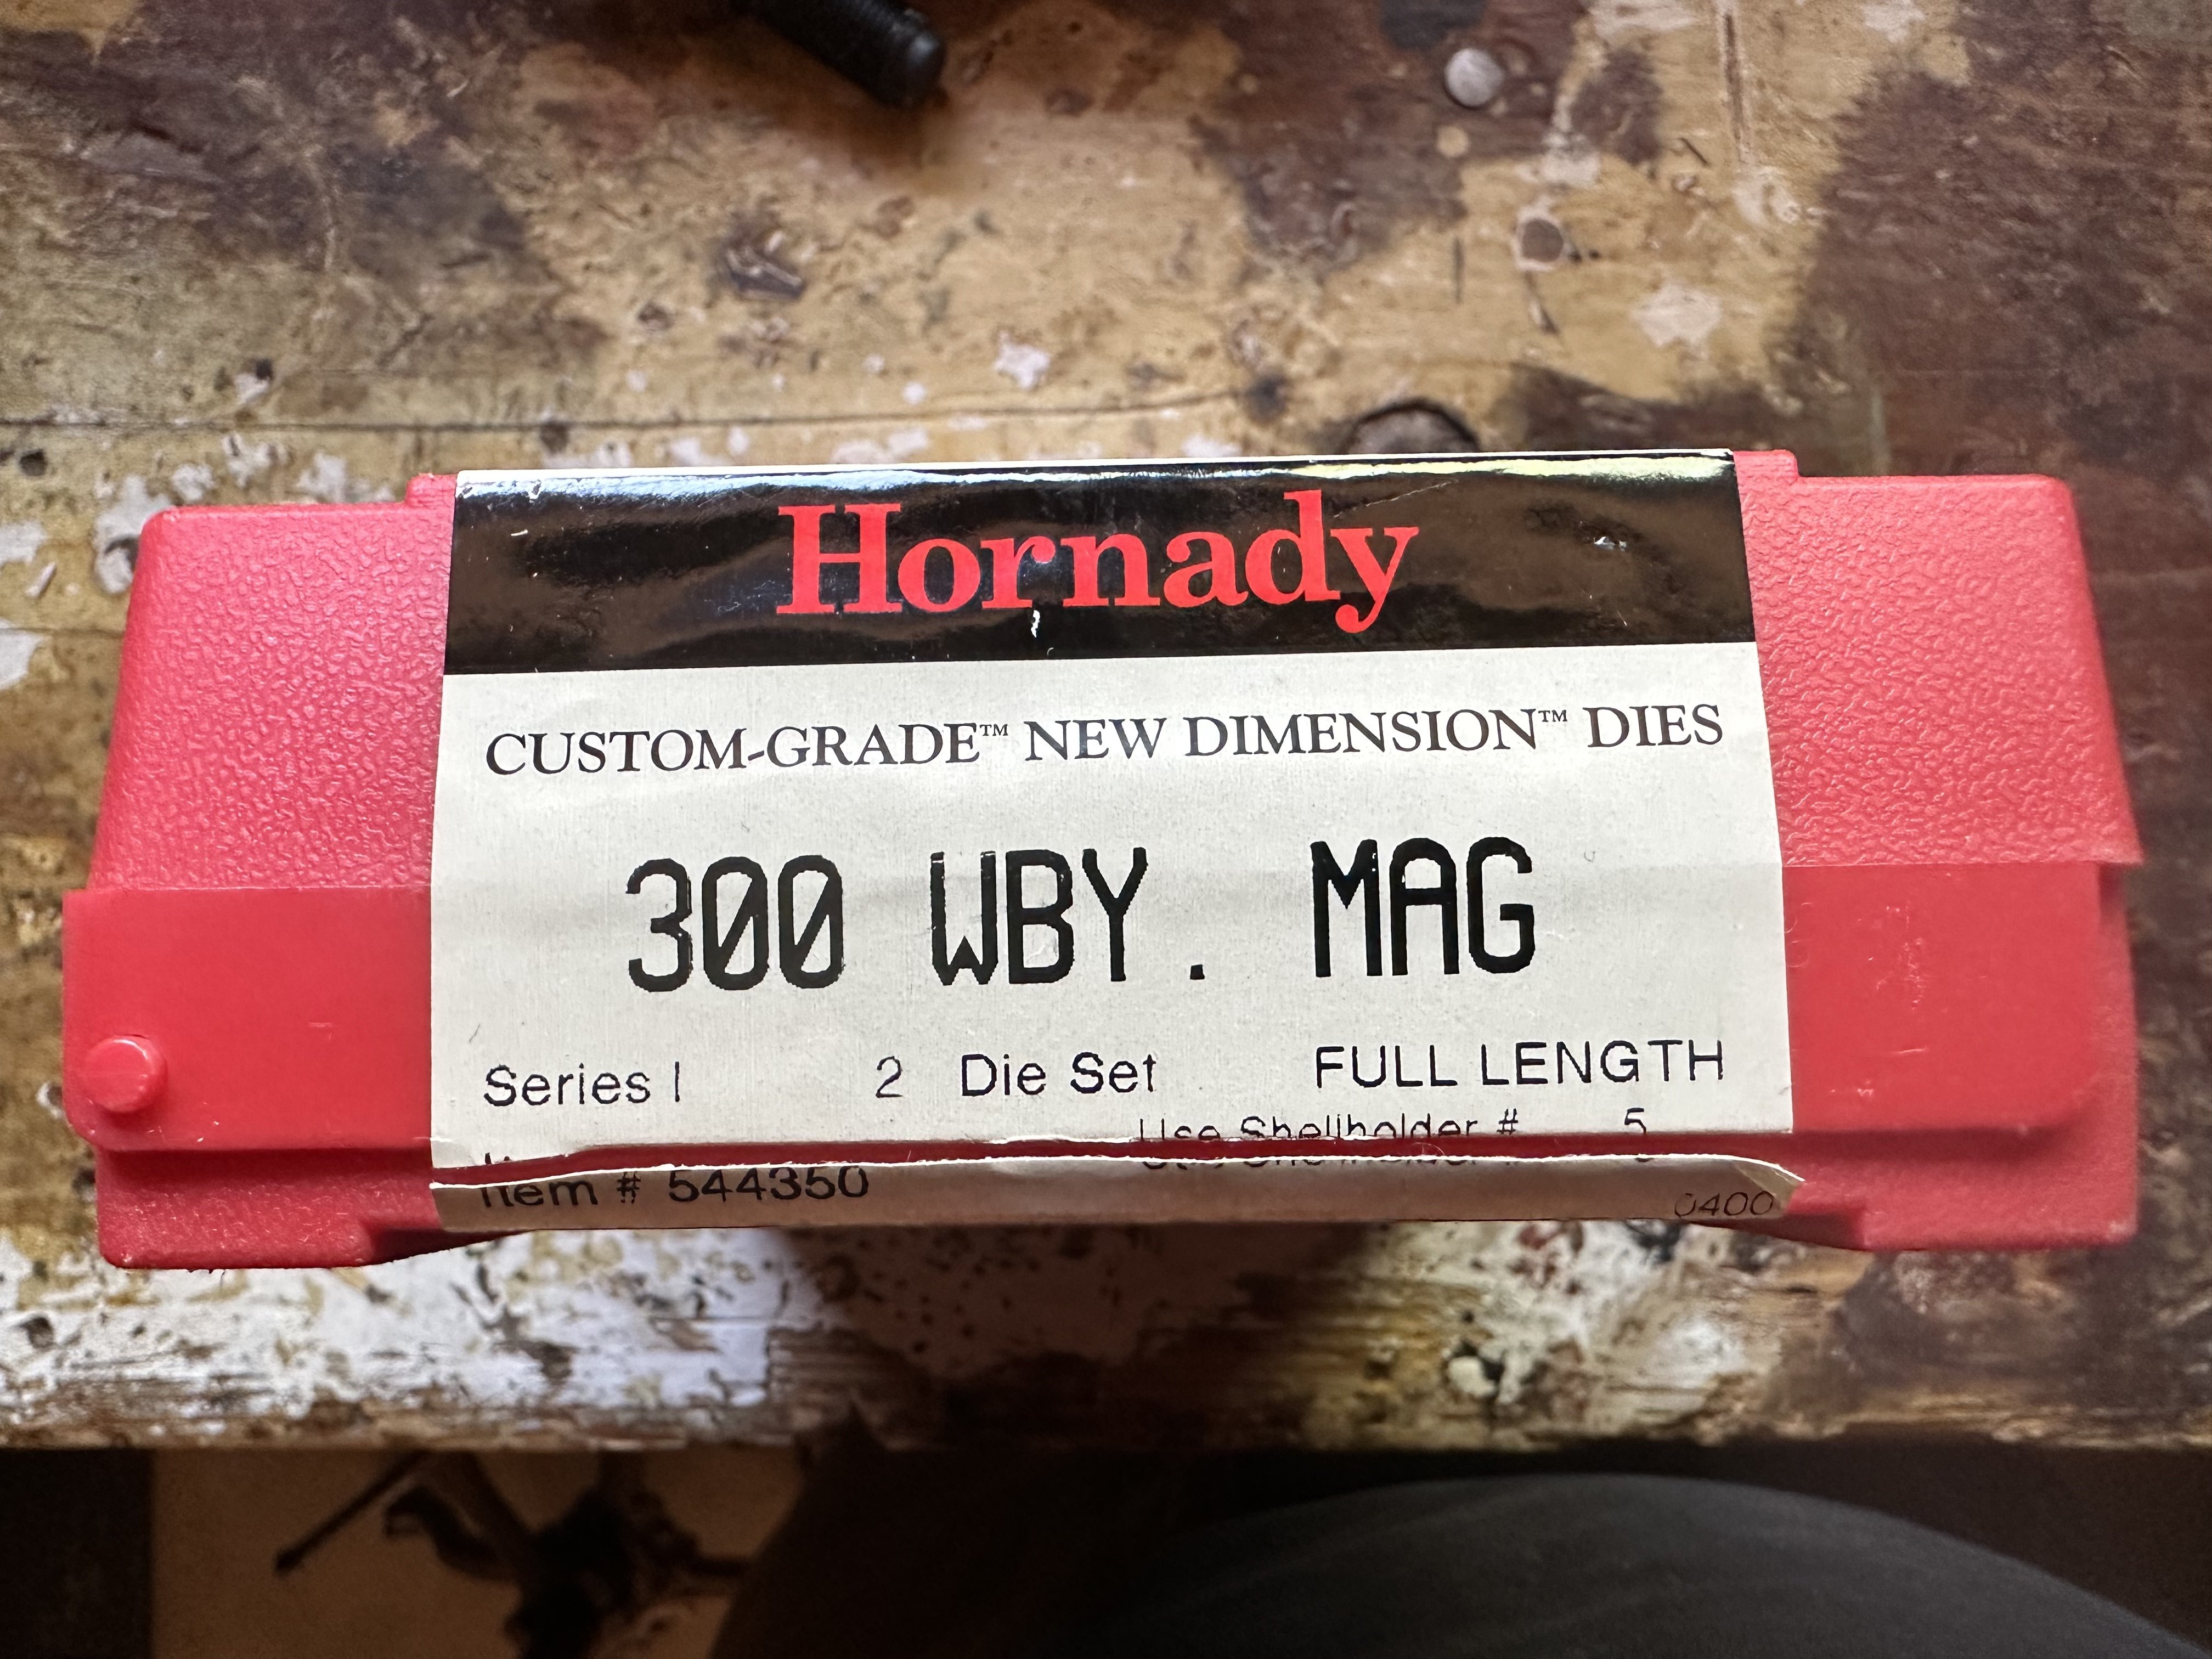 Hornady
CUSTOM-GRADE™ NEW DIMENSION™ DIES
300 WBY. MAG
Series I 2 Die Set FULL LENGTH
Use Shellholder # 5
Item # 544350
0400